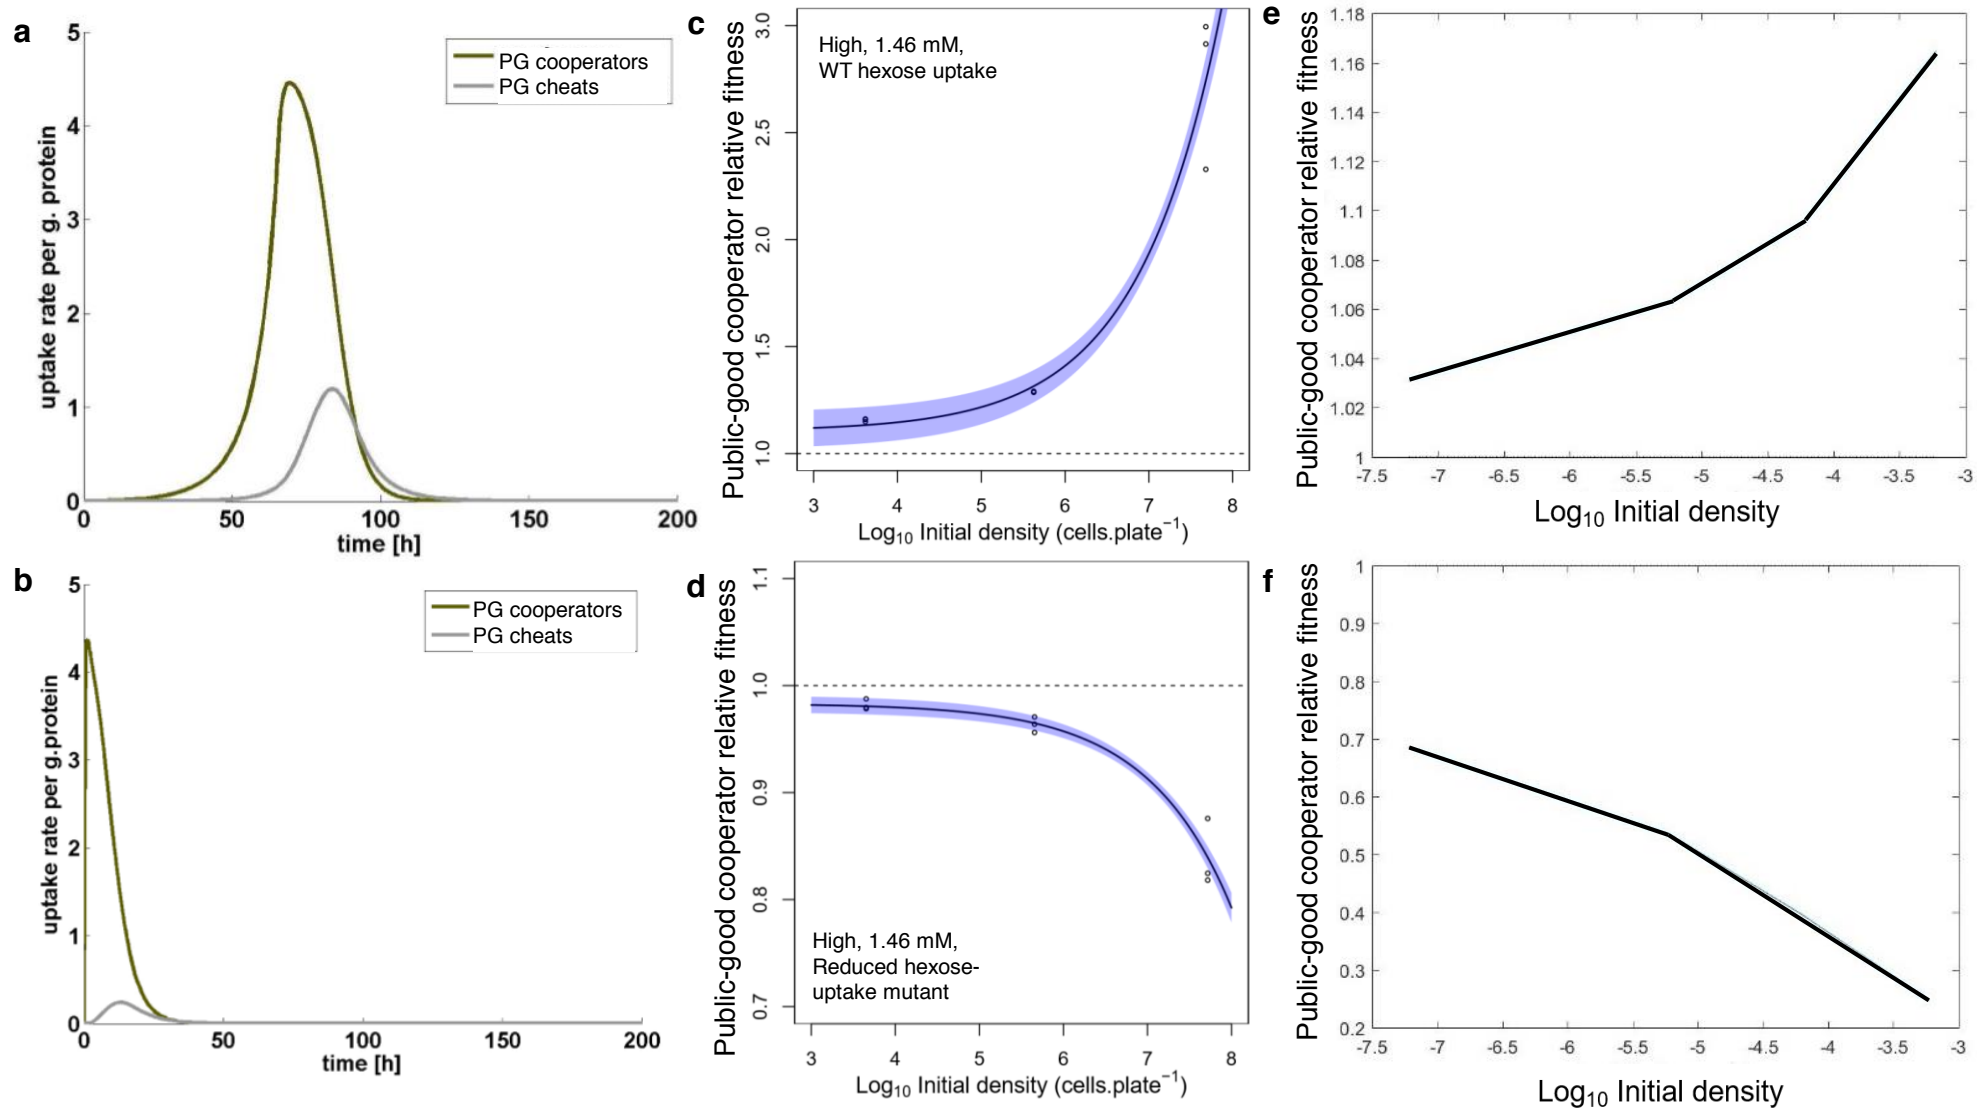 a
5
4
3
2
1
0
uptake rate per g. protein
PG cooperators
PG cheats
0 50 100 150 200
time [h]
b
5
4
3
2
1
0
uptake rate per g.protein
PG cooperators
PG cheats
0 50 100 150 200
time [h]
c
Public-good cooperator relative fitness
3.0
2.5
2.0
1.5
1.0
High, 1.46 mM,
WT hexose uptake
3 4 5 6 7 8
Log10 Initial density (cells.plate−1)
d
Public-good cooperator relative fitness
1.1
1.0
0.9
0.8
0.7
High, 1.46 mM,
Reduced hexose-
uptake mutant
3 4 5 6 7 8
Log10 Initial density (cells.plate−1)
e
Public-good cooperator relative fitness
1.18
1.16
1.14
1.12
1.1
1.08
1.06
1.04
1.02
1
-7.5 -7 -6.5 -6 -5.5 -5 -4.5 -4 -3.5 -3
Log10 Initial density
f
Public-good cooperator relative fitness
1
0.9
0.8
0.7
0.6
0.5
0.4
0.3
0.2
-7.5 -7 -6.5 -6 -5.5 -5 -4.5 -4 -3.5 -3
Log10 Initial density